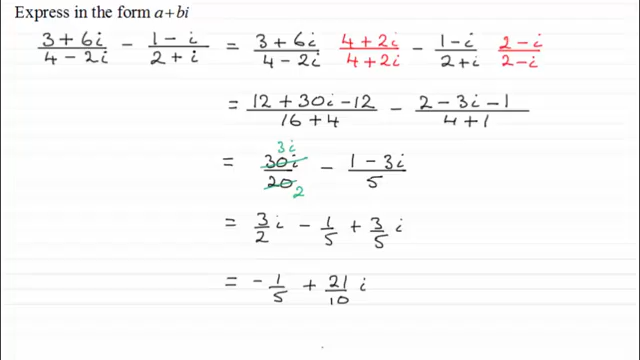 Express in the form a+bi
(3 + 6i)/(4 − 2i) − (1 − i)/(2 + i) = (3 + 6i)/(4 − 2i) (4 + 2i)/(4 + 2i) − (1 − i)/(2 + i) (2 − i)/(2 − i)
= (12 + 30i − 12)/(16 + 4) − (2 − 3i − 1)/(4 + 1)
= 30i/20 3i 2 − (1 − 3i)/5
= 3/2 i − 1/5 + 3/5 i
= − 1/5 + 21/10 i